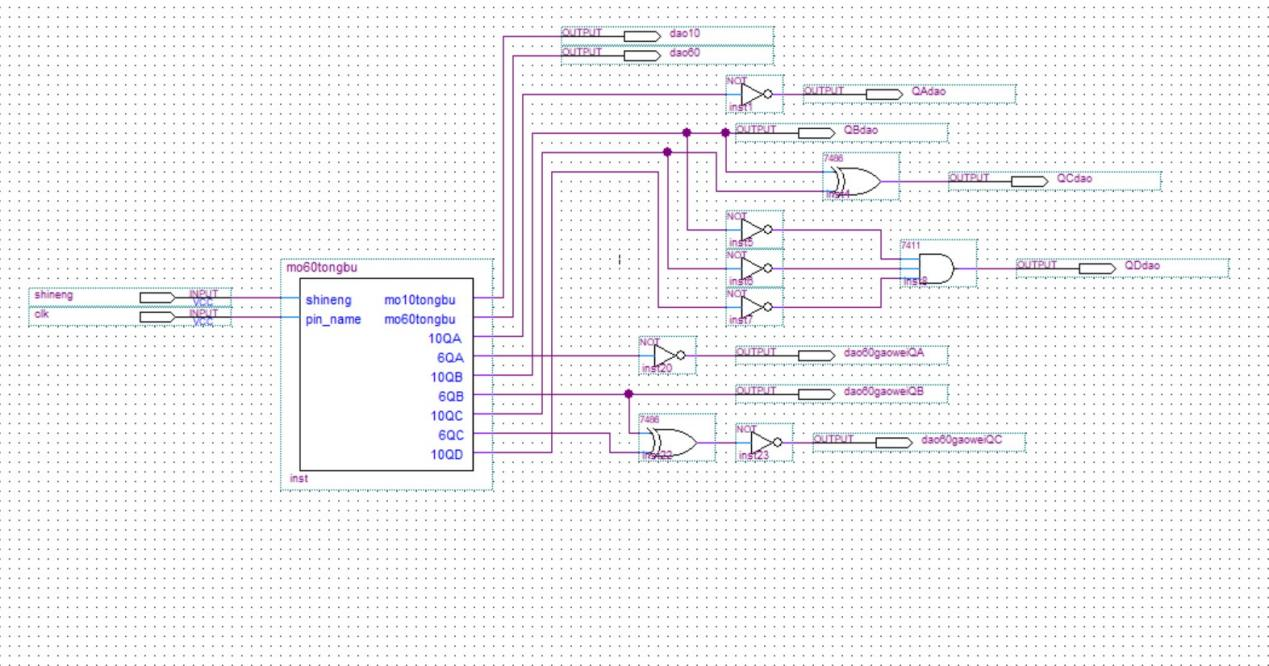 OUTPUT dao10
OUTPUT dao60
NOT
inst1
OUTPUT QAdao
OUTPUT QBdao
7486
inst4
OUTPUT QCdao
NOT
inst5
NOT
inst6
NOT
inst7
7411
inst8
OUTPUT QDdao
mo60tongbu
shineng INPUT
VCC
clk INPUT
VCC
shineng mo10tongbu
pin_name mo60tongbu
10QA
6QA
10QB
6QB
10QC
6QC
10QD
inst
NOT
inst20
OUTPUT dao60gaoweiQA
OUTPUT dao60gaoweiQB
7486
inst22
NOT
inst23
OUTPUT dao60gaoweiQC